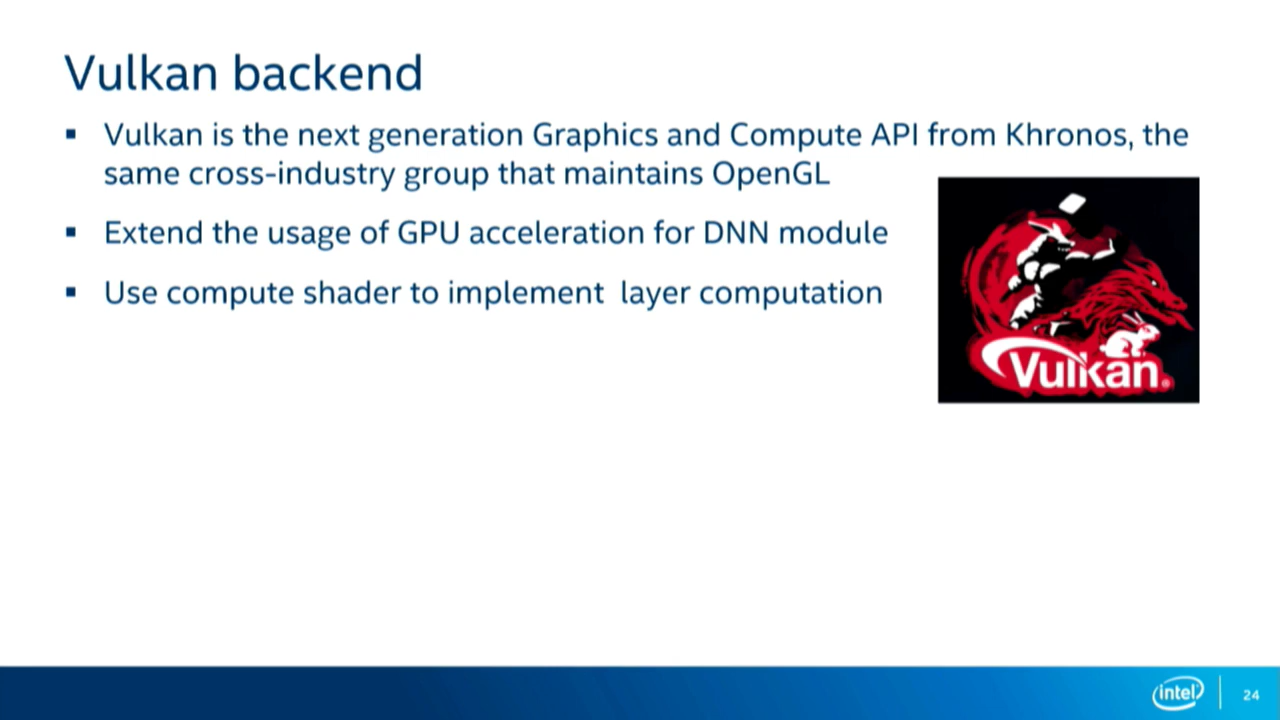 Vulkan backend
▪ Vulkan is the next generation Graphics and Compute API from Khronos, the
same cross-industry group that maintains OpenGL
▪ Extend the usage of GPU acceleration for DNN module
▪ Use compute shader to implement  layer computation
Vulkan®
intel
24